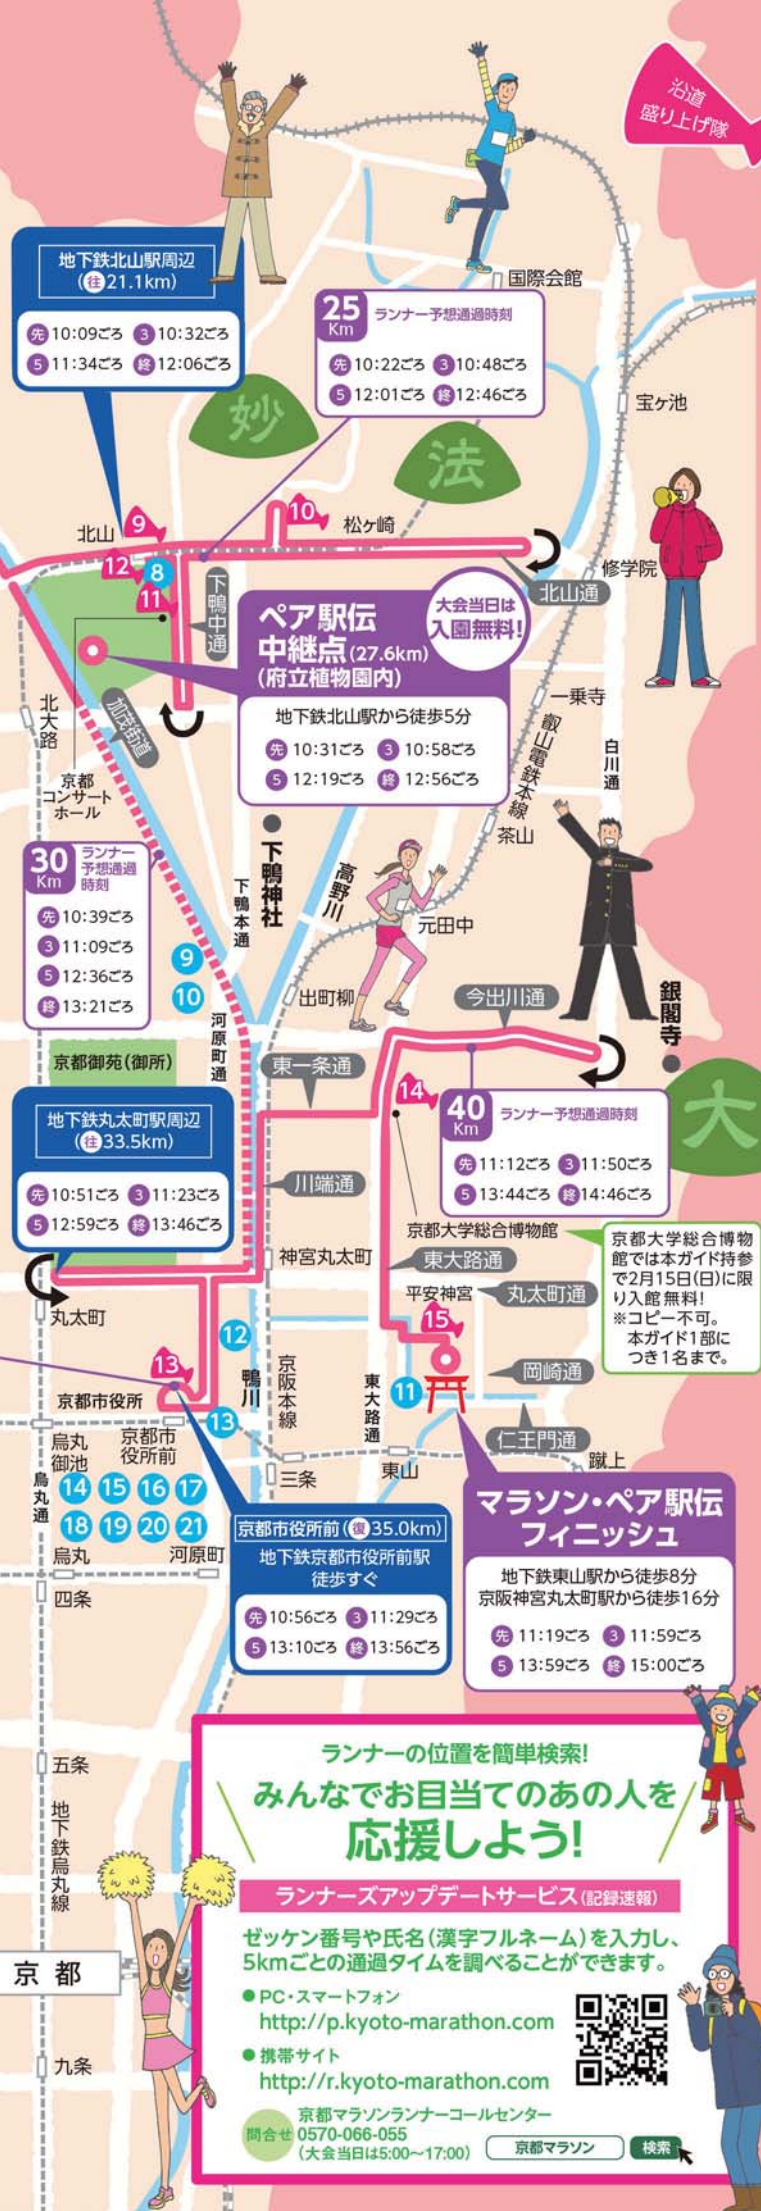 沿道
盛り上げ隊
地下鉄北山駅周辺
(往21.1km)
先 10:09ごろ 3 10:32ごろ
5 11:34ごろ 終 12:06ごろ
国際会館
25
Km
ランナー予想通過時刻
先 10:22ごろ 3 10:48ごろ
5 12:01ごろ 終 12:46ごろ
宝ヶ池
妙
法
北山
9
10
松ヶ崎
12
8
11
修学院
北山通
下鴨中通
ペア駅伝
中継点(27.6km)
(府立植物園内)
大会当日は
入園無料!
地下鉄北山駅から徒歩5分
先 10:31ごろ 3 10:58ごろ
5 12:19ごろ 終 12:56ごろ
北大路
加茂街道
京都
コンサート
ホール
一乗寺
叡山電鉄本線
白川通
茶山
30
Km
ランナー
予想通過
時刻
先 10:39ごろ
3 11:09ごろ
5 12:36ごろ
終 13:21ごろ
下鴨神社
下鴨本通
高野川
元田中
9
10
出町柳
河原町通
今出川通
銀閣寺
京都御苑(御所)
東一条通
14
大
40
Km
ランナー予想通過時刻
先 11:12ごろ 3 11:50ごろ
5 13:44ごろ 終 14:46ごろ
地下鉄丸太町駅周辺
(往33.5km)
先 10:51ごろ 3 11:23ごろ
5 12:59ごろ 終 13:46ごろ
川端通
京都大学総合博物館
京都大学総合博物
館では本ガイド持参
で2月15日(日)に限
り入館無料!
※コピー不可。
本ガイド1部に
つき1名まで。
神宮丸太町
東大路通
平安神宮
丸太町通
丸太町
15
12
13
岡崎通
京都市役所
鴨川
京阪本線
東大路通
11
13
仁王門通
烏丸
御池
京都市
役所前
三条
東山
蹴上
烏丸通
14 15 16 17
18 19 20 21
烏丸
河原町
四条
京都市役所前(復35.0km)
地下鉄京都市役所前駅
徒歩すぐ
先 10:56ごろ 3 11:29ごろ
5 13:10ごろ 終 13:56ごろ
マラソン・ペア駅伝
フィニッシュ
地下鉄東山駅から徒歩8分
京阪神宮丸太町駅から徒歩16分
先 11:19ごろ 3 11:59ごろ
5 13:59ごろ 終 15:00ごろ
五条
地下鉄烏丸線
京都
九条
ランナーの位置を簡単検索!
みんなでお目当てのあの人を
応援しよう!
ランナーズアップデートサービス(記録速報)
ゼッケン番号や氏名(漢字フルネーム)を入力し、
5kmごとの通過タイムを調べることができます。
●PC・スマートフォン
http://p.kyoto-marathon.com
●携帯サイト
http://r.kyoto-marathon.com
問合せ
京都マラソンランナーコールセンター
0570-066-055
(大会当日は5:00～17:00)
京都マラソン
検索